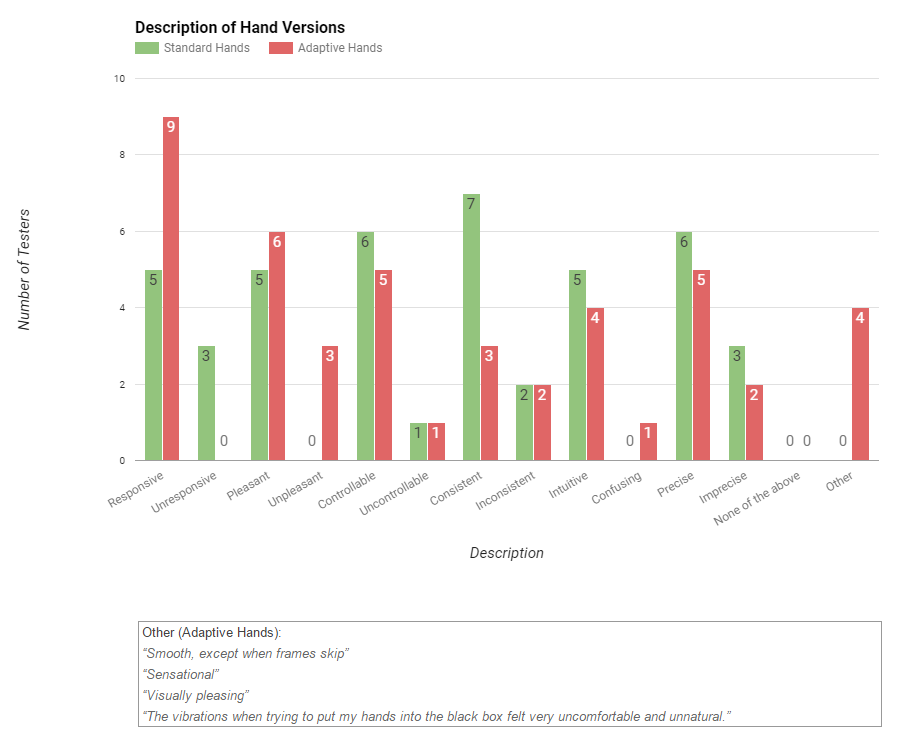 Description of Hand Versions
Standard Hands Adaptive Hands
10
8
6
4
2
0
Number of Testers
5 9
3 0
5 6
0 3
6 5
1 1
7 3
2 2
5 4
0 1
6 5
3 2
0 0
0 4
Responsive
Unresponsive
Pleasant
Unpleasant
Controllable
Uncontrollable
Consistent
Inconsistent
Intuitive
Confusing
Precise
Imprecise
None of the above
Other
Description
Other (Adaptive Hands):
“Smooth, except when frames skip”
“Sensational”
“Visually pleasing”
“The vibrations when trying to put my hands into the black box felt very uncomfortable and unnatural.”